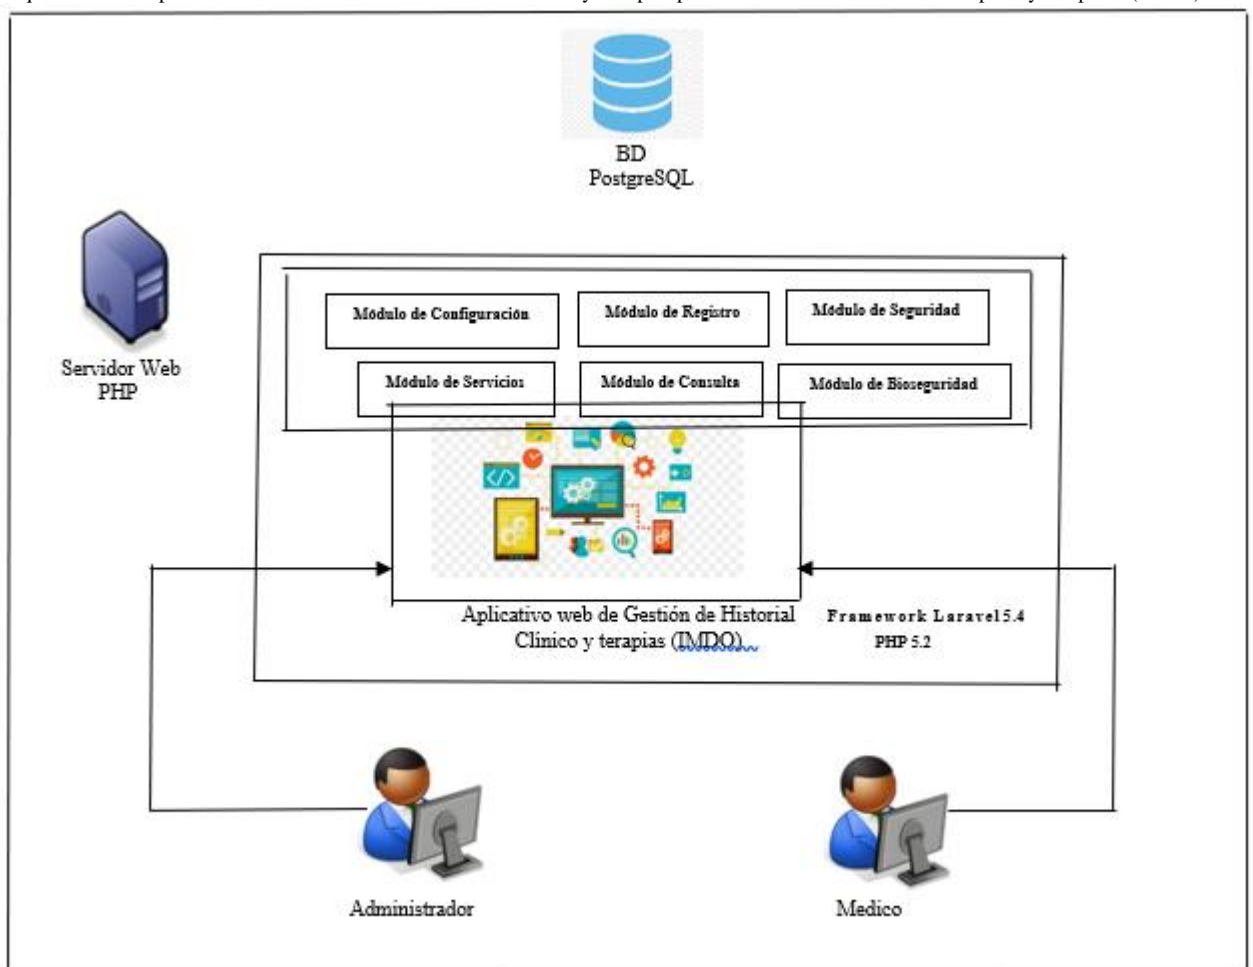 BD
PostgreSQL
Servidor Web
PHP
Módulo de Configuración
Módulo de Registro
Módulo de Seguridad
Módulo de Servicios
Módulo de Consulta
Módulo de Bioseguridad
Aplicativo web de Gestión de Historial
Clínico y terapias (IMDO)
Framework Laravel 5.4
PHP 5.2
Administrador
Medico